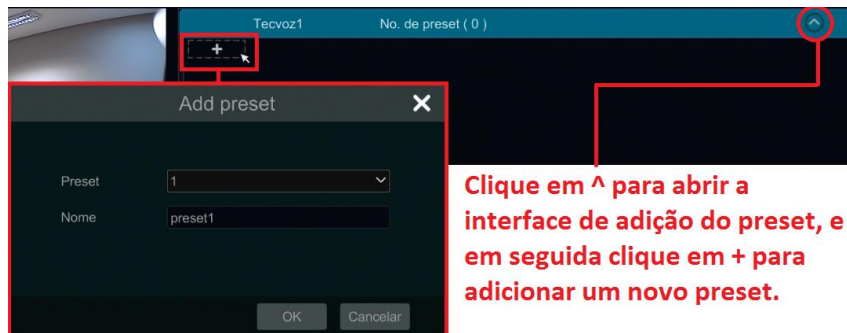 Tecvoz1 No. de preset ( 0 )
+
Add preset
Preset 1
Nome preset1
OK Cancelar
Clique em ^ para abrir a
interface de adição do preset, e
em seguida clique em + para
adicionar um novo preset.